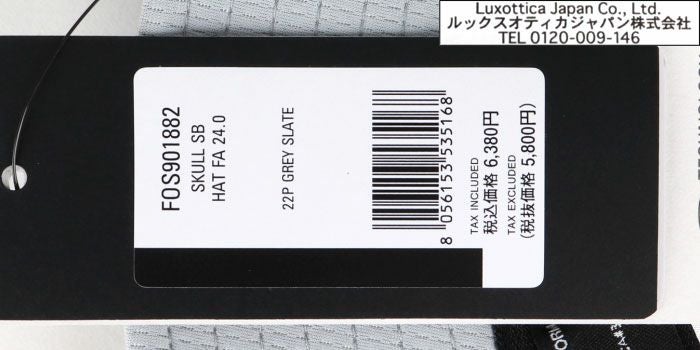 Luxottica Japan Co., Ltd.
ルックスオティカジャパン株式会社
TEL 0120-009-146
FOS901882
SKULL SB
HAT FA 24.0
22P GREY SLATE
8 056153 535168
TAX INCLUDED
税込価格 6,380円
TAX EXCLUDED
(税抜価格 5,800円)